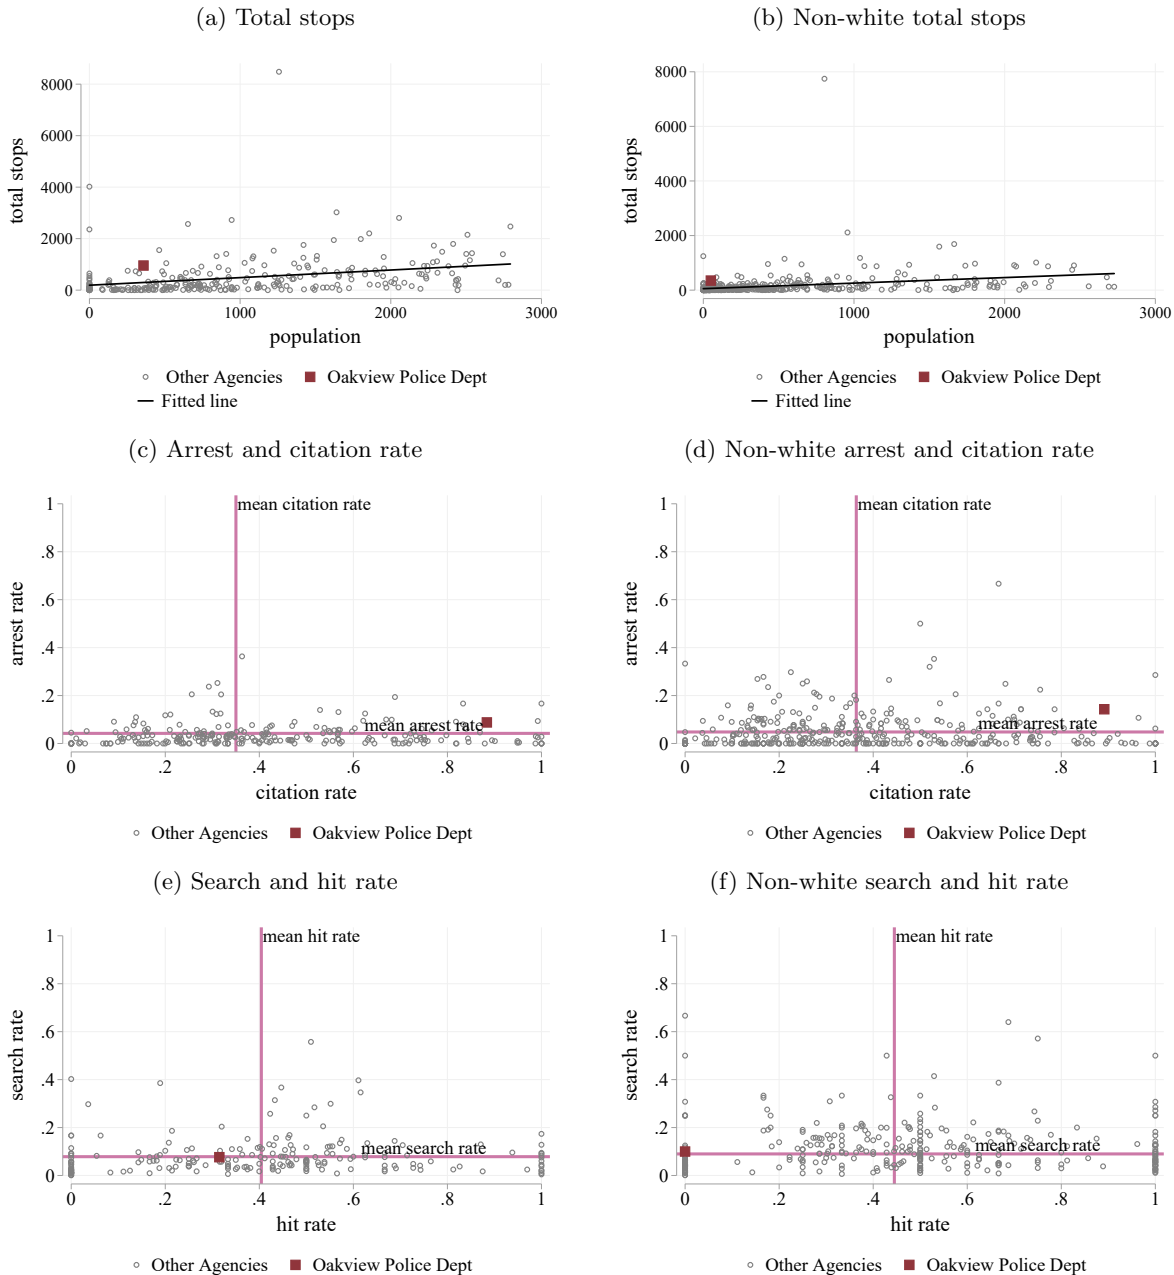 (a) Total stops
(b) Non-white total stops
8000
6000
4000
2000
0
total stops
0 1000 2000 3000
population
Other Agencies Oakview Police Dept
Fitted line
8000
6000
4000
2000
0
total stops
0 1000 2000 3000
population
Other Agencies Oakview Police Dept
Fitted line
(c) Arrest and citation rate
(d) Non-white arrest and citation rate
1
.8
.6
.4
.2
0
arrest rate
mean citation rate
mean arrest rate
0 .2 .4 .6 .8 1
citation rate
Other Agencies Oakview Police Dept
1
.8
.6
.4
.2
0
arrest rate
mean citation rate
mean arrest rate
0 .2 .4 .6 .8 1
citation rate
Other Agencies Oakview Police Dept
(e) Search and hit rate
(f) Non-white search and hit rate
1
.8
.6
.4
.2
0
search rate
mean hit rate
mean search rate
0 .2 .4 .6 .8 1
hit rate
Other Agencies Oakview Police Dept
1
.8
.6
.4
.2
0
search rate
mean hit rate
mean search rate
0 .2 .4 .6 .8 1
hit rate
Other Agencies Oakview Police Dept